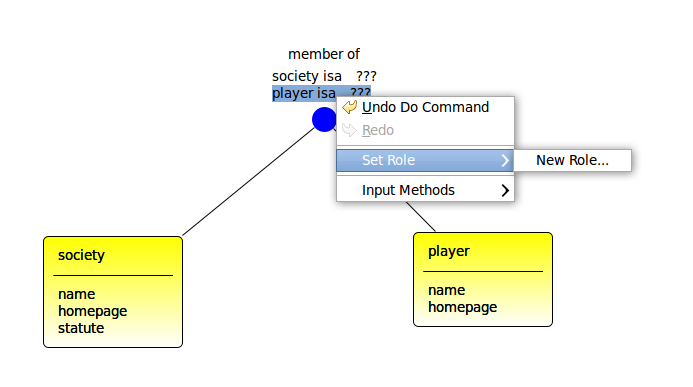 member of
society isa ???
player isa ???
Undo Do Command
Redo
Set Role
New Role...
Input Methods
society
name
homepage
statute
player
name
homepage